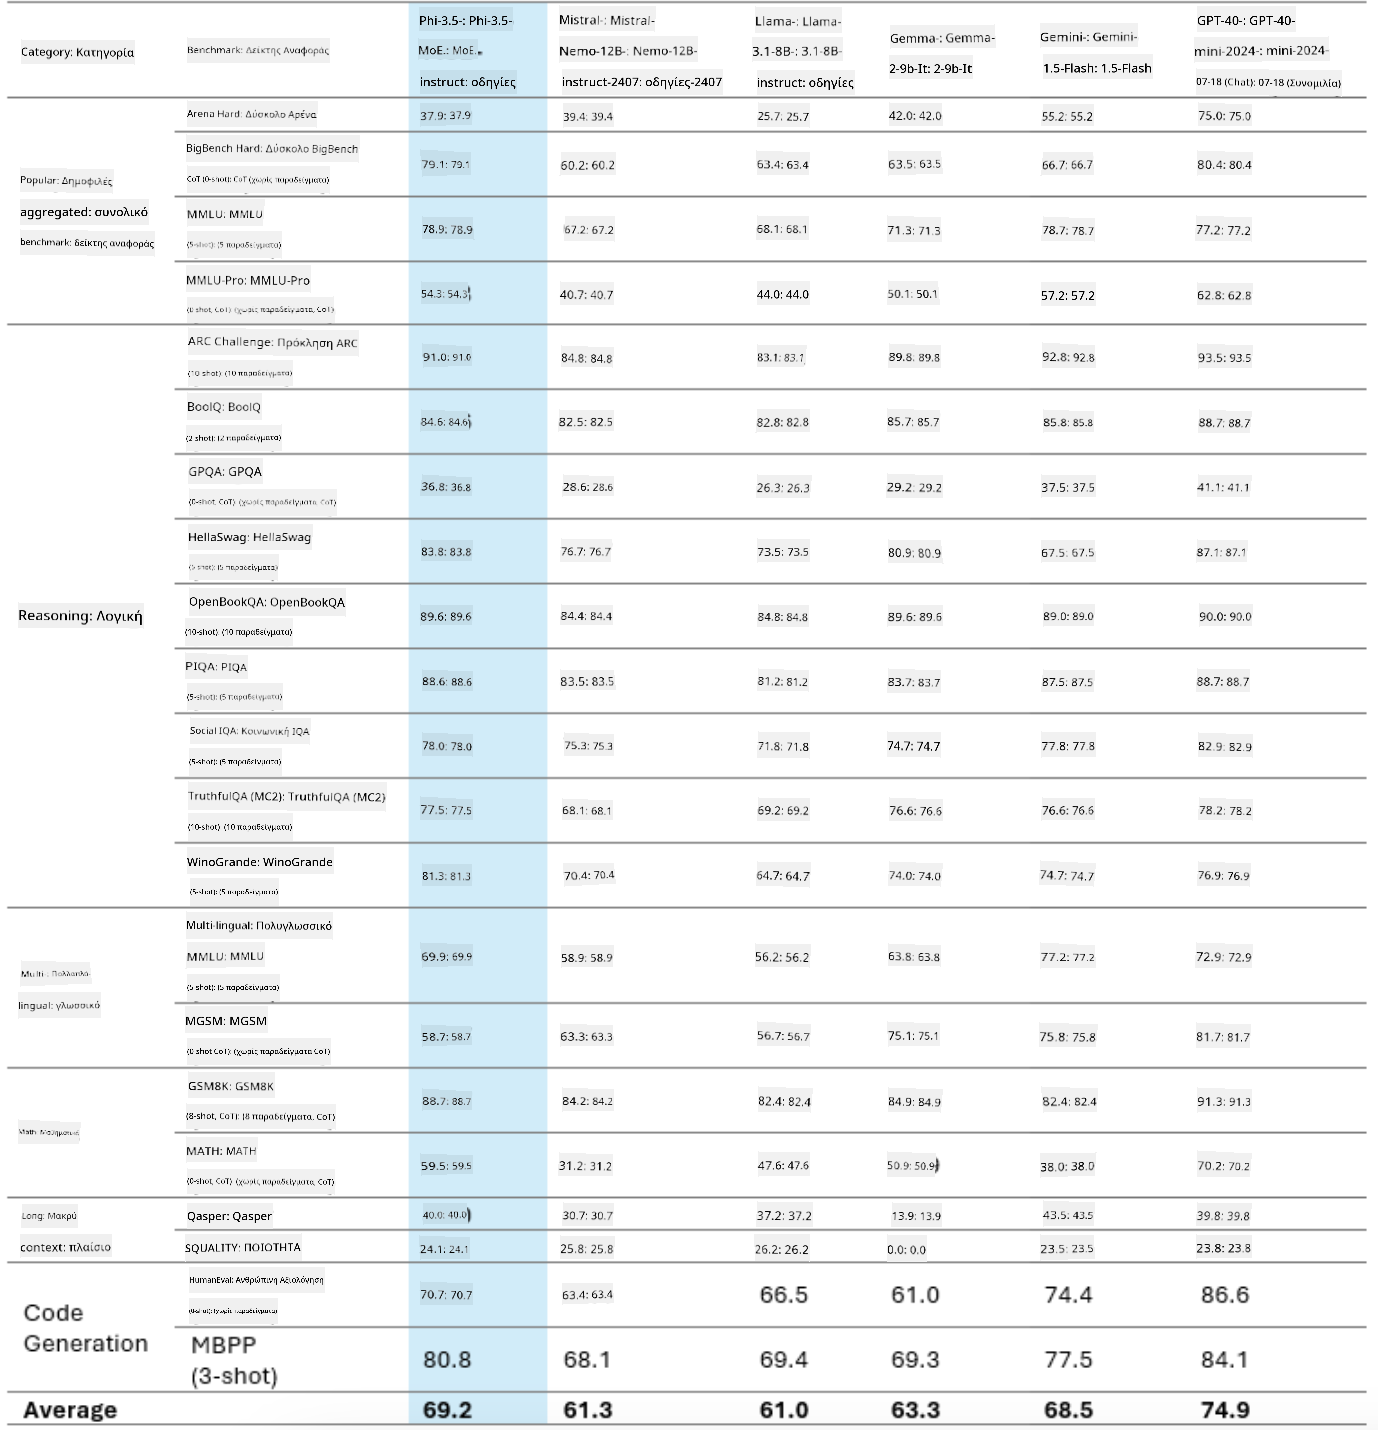 Category: Κατηγορία
Benchmark: Δείκτης Αναφοράς
Phi-3.5-: Phi-3.5-
MoE.: MoE.
instruct: οδηγίες
Mistral-: Mistral-
Nemo-12B-: Nemo-12B-
instruct-2407: οδηγίες-2407
Llama-: Llama-
3.1-8B-: 3.1-8B-
instruct: οδηγίες
Gemma-: Gemma-
2-9b-It: 2-9b-It
Gemini-: Gemini-
1.5-Flash: 1.5-Flash
GPT-40-: GPT-40-
mini-2024-: mini-2024-
07-18 (Chat): 07-18 (Συνομιλία)
Popular: Δημοφιλές
aggregated: συνολικό
benchmark: δείκτης αναφοράς
Arena Hard: Δύσκολο Αρένα
37.9: 37.9
39.4: 39.4
25.7: 25.7
42.0: 42.0
55.2: 55.2
75.0: 75.0
BigBench Hard: Δύσκολο BigBench
CoT (0-shot): CoT (χωρίς παραδείγματα)
79.1: 79.1
60.2: 60.2
63.4: 63.4
63.5: 63.5
66.7: 66.7
80.4: 80.4
MMLU: MMLU
(5-shot): (5 παραδείγματα)
78.9: 78.9
67.2: 67.2
68.1: 68.1
71.3: 71.3
78.7: 78.7
77.2: 77.2
MMLU-Pro: MMLU-Pro
(0 shot, CoT): (χωρίς παραδείγματα, CoT)
54.3: 54.3
40.7: 40.7
44.0: 44.0
50.1: 50.1
57.2: 57.2
62.8: 62.8
Reasoning: Λογική
ARC Challenge: Πρόκληση ARC
(10-shot): (10 παραδείγματα)
91.0: 91.0
84.8: 84.8
83.1: 83.1
89.8: 89.8
92.8: 92.8
93.5: 93.5
BoolQ: BoolQ
(2 shot): (2 παραδείγματα)
84.6: 84.6
82.5: 82.5
82.8: 82.8
85.7: 85.7
85.8: 85.8
88.7: 88.7
GPQA: GPQA
(0-shot, CoT): (χωρίς παραδείγματα, CoT)
36.8: 36.8
28.6: 28.6
26.3: 26.3
29.2: 29.2
37.5: 37.5
41.1: 41.1
HellaSwag: HellaSwag
(5 shot): (5 παραδείγματα)
83.8: 83.8
76.7: 76.7
73.5: 73.5
80.9: 80.9
67.5: 67.5
87.1: 87.1
OpenBookQA: OpenBookQA
(10-shot): (10 παραδείγματα)
89.6: 89.6
84.4: 84.4
84.8: 84.8
89.6: 89.6
89.0: 89.0
90.0: 90.0
PIQA: PIQA
(5-shot): (5 παραδείγματα)
88.6: 88.6
83.5: 83.5
81.2: 81.2
83.7: 83.7
87.5: 87.5
88.7: 88.7
Social IQA: Κοινωνική IQA
(5-shot): (5 παραδείγματα)
78.0: 78.0
75.3: 75.3
71.8: 71.8
74.7: 74.7
77.8: 77.8
82.9: 82.9
TruthfulQA (MC2): TruthfulQA (MC2)
(10-shot): (10 παραδείγματα)
77.5: 77.5
68.1: 68.1
69.2: 69.2
76.6: 76.6
76.6: 76.6
78.2: 78.2
WinoGrande: WinoGrande
(5-shot): (5 παραδείγματα)
81.3: 81.3
70.4: 70.4
64.7: 64.7
74.0: 74.0
74.7: 74.7
76.9: 76.9
Multi-: Πολλαπλο-
lingual: γλωσσικό
Multi-lingual: Πολυγλωσσικό
MMLU: MMLU
(5 shot): (5 παραδείγματα)
69.9: 69.9
58.9: 58.9
56.2: 56.2
63.8: 63.8
77.2: 77.2
72.9: 72.9
MGSM: MGSM
(0 shot CoT): (χωρίς παραδείγματα CoT)
58.7: 58.7
63.3: 63.3
56.7: 56.7
75.1: 75.1
75.8: 75.8
81.7: 81.7
Math: Μαθηματικά
GSM8K: GSM8K
(8-shot, CoT): (8 παραδείγματα, CoT)
88.7: 88.7
84.2: 84.2
82.4: 82.4
84.9: 84.9
82.4: 82.4
91.3: 91.3
MATH: MATH
(0-shot, CoT): (χωρίς παραδείγματα, CoT)
59.5: 59.5
31.2: 31.2
47.6: 47.6
50.9: 50.9
38.0: 38.0
70.2: 70.2
Long: Μακρύ
context: πλαίσιο
Qasper: Qasper
40.0: 40.0
30.7: 30.7
37.2: 37.2
13.9: 13.9
43.5: 43.5
39.8: 39.8
SQUALITY: ΠΟΙΟΤΗΤΑ
24.1: 24.1
25.8: 25.8
26.2: 26.2
0.0: 0.0
23.5: 23.5
23.8: 23.8
Code
Generation
HumanEval: Ανθρώπινη Αξιολόγηση
(0-shot): (χωρίς παραδείγματα)
70.7: 70.7
63.4: 63.4
66.5
61.0
74.4
86.6
MBPP
(3-shot)
80.8
68.1
69.4
69.3
77.5
84.1
Average
69.2
61.3
61.0
63.3
68.5
74.9